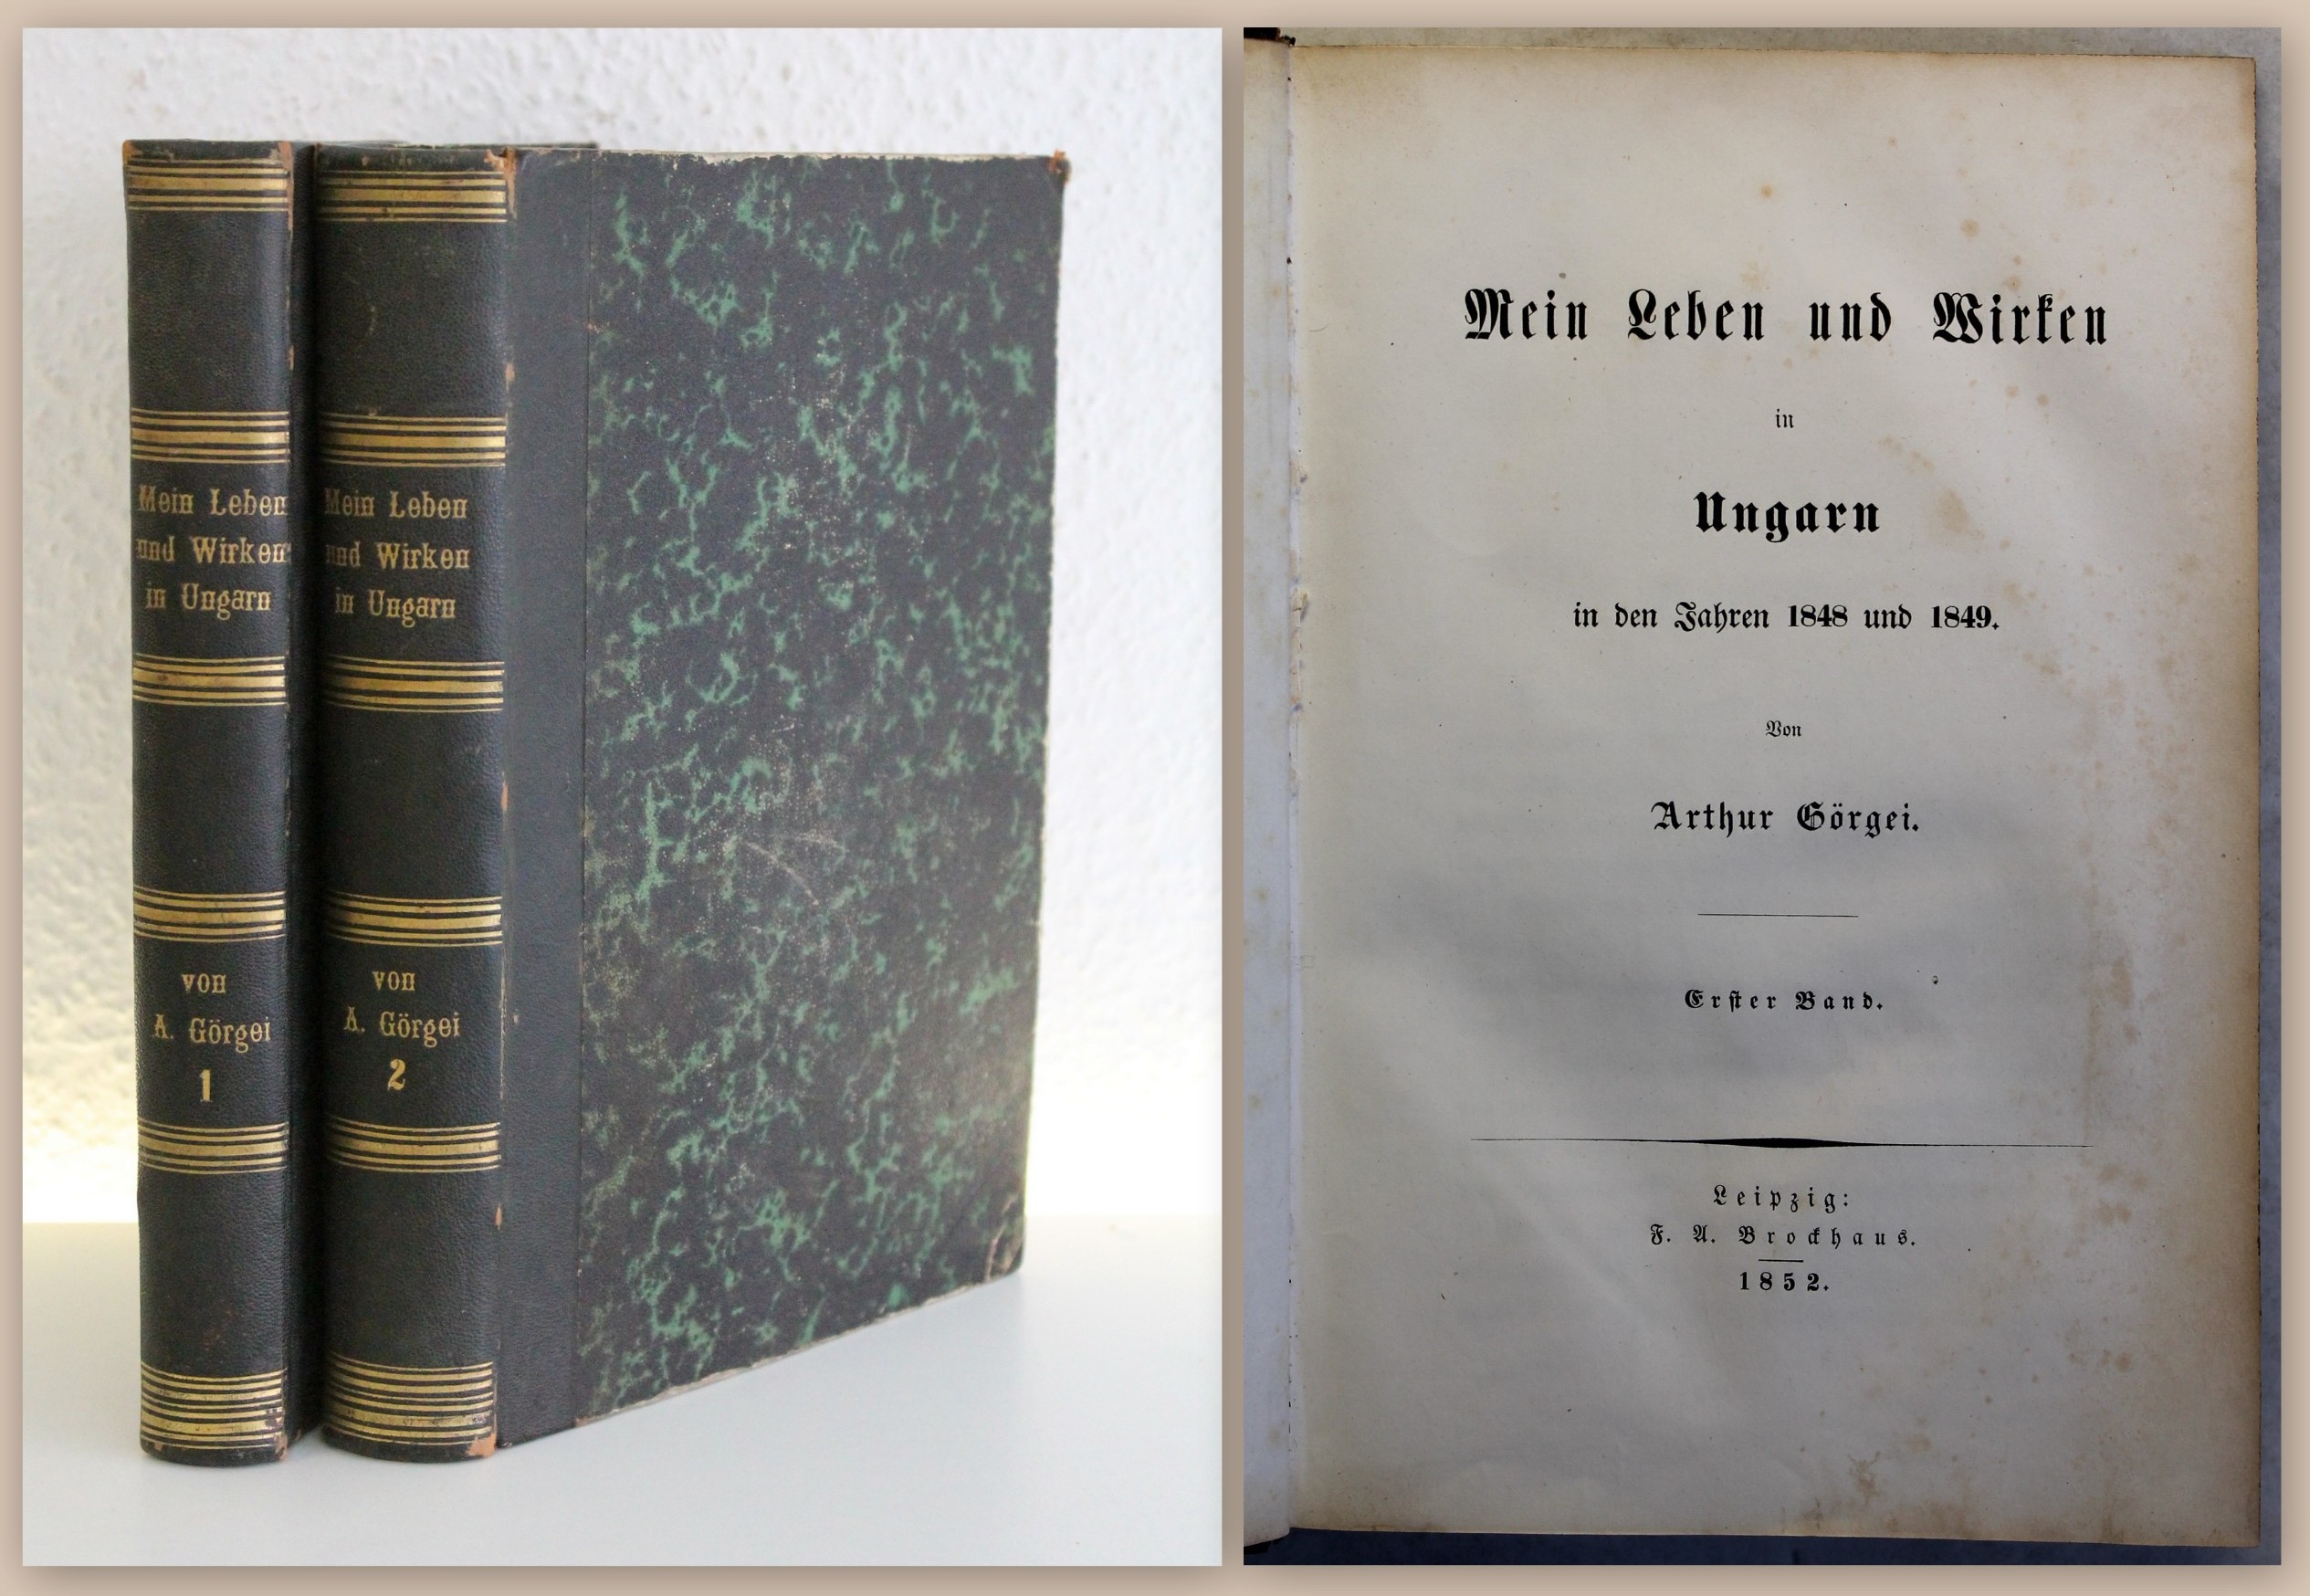 Mein Leben
und Wirken
in Ungarn
von
A. Görgei
1
Mein Leben
und Wirken
in Ungarn
von
A. Görgei
2
Mein Leben und Wirken
in
Ungarn
in den Jahren 1848 und 1849.
Von
Arthur Görgei.
Erster Band.
Leipzig:
F. A. Brockhaus.
1852.